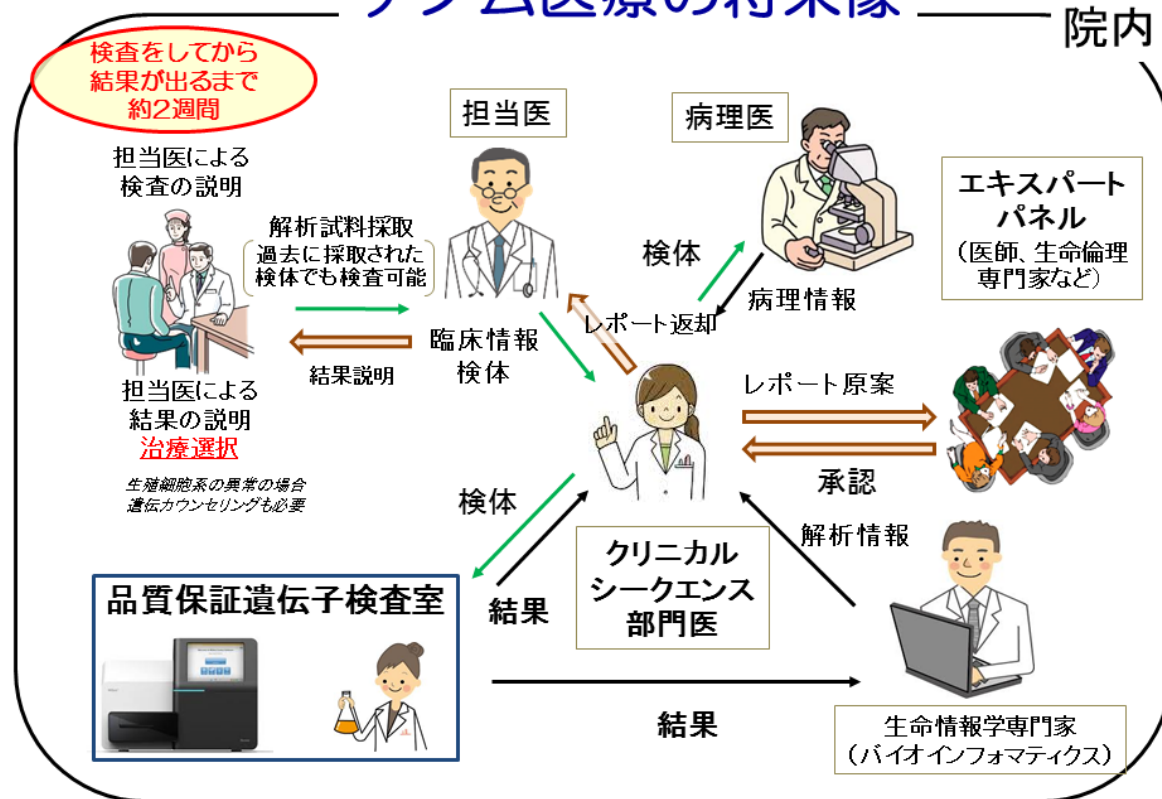 ゲノム医療の将来像
院内
検査をしてから
結果が出るまで
約2週間
担当医による
検査の説明
解析試料採取
過去に採取された
検体でも検査可能
担当医
病理医
エキスパート
パネル
(医師、生命倫理
専門家など)
検体
病理情報
レポート返却
臨床情報
検体
結果説明
担当医による
結果の説明
治療選択
生殖細胞系の異常の場合
遺伝カウンセリングも必要
レポート原案
承認
検体
結果
クリニカル
シークエンス
部門医
解析情報
品質保証遺伝子検査室
結果
生命情報学専門家
(バイオインフォマティクス)